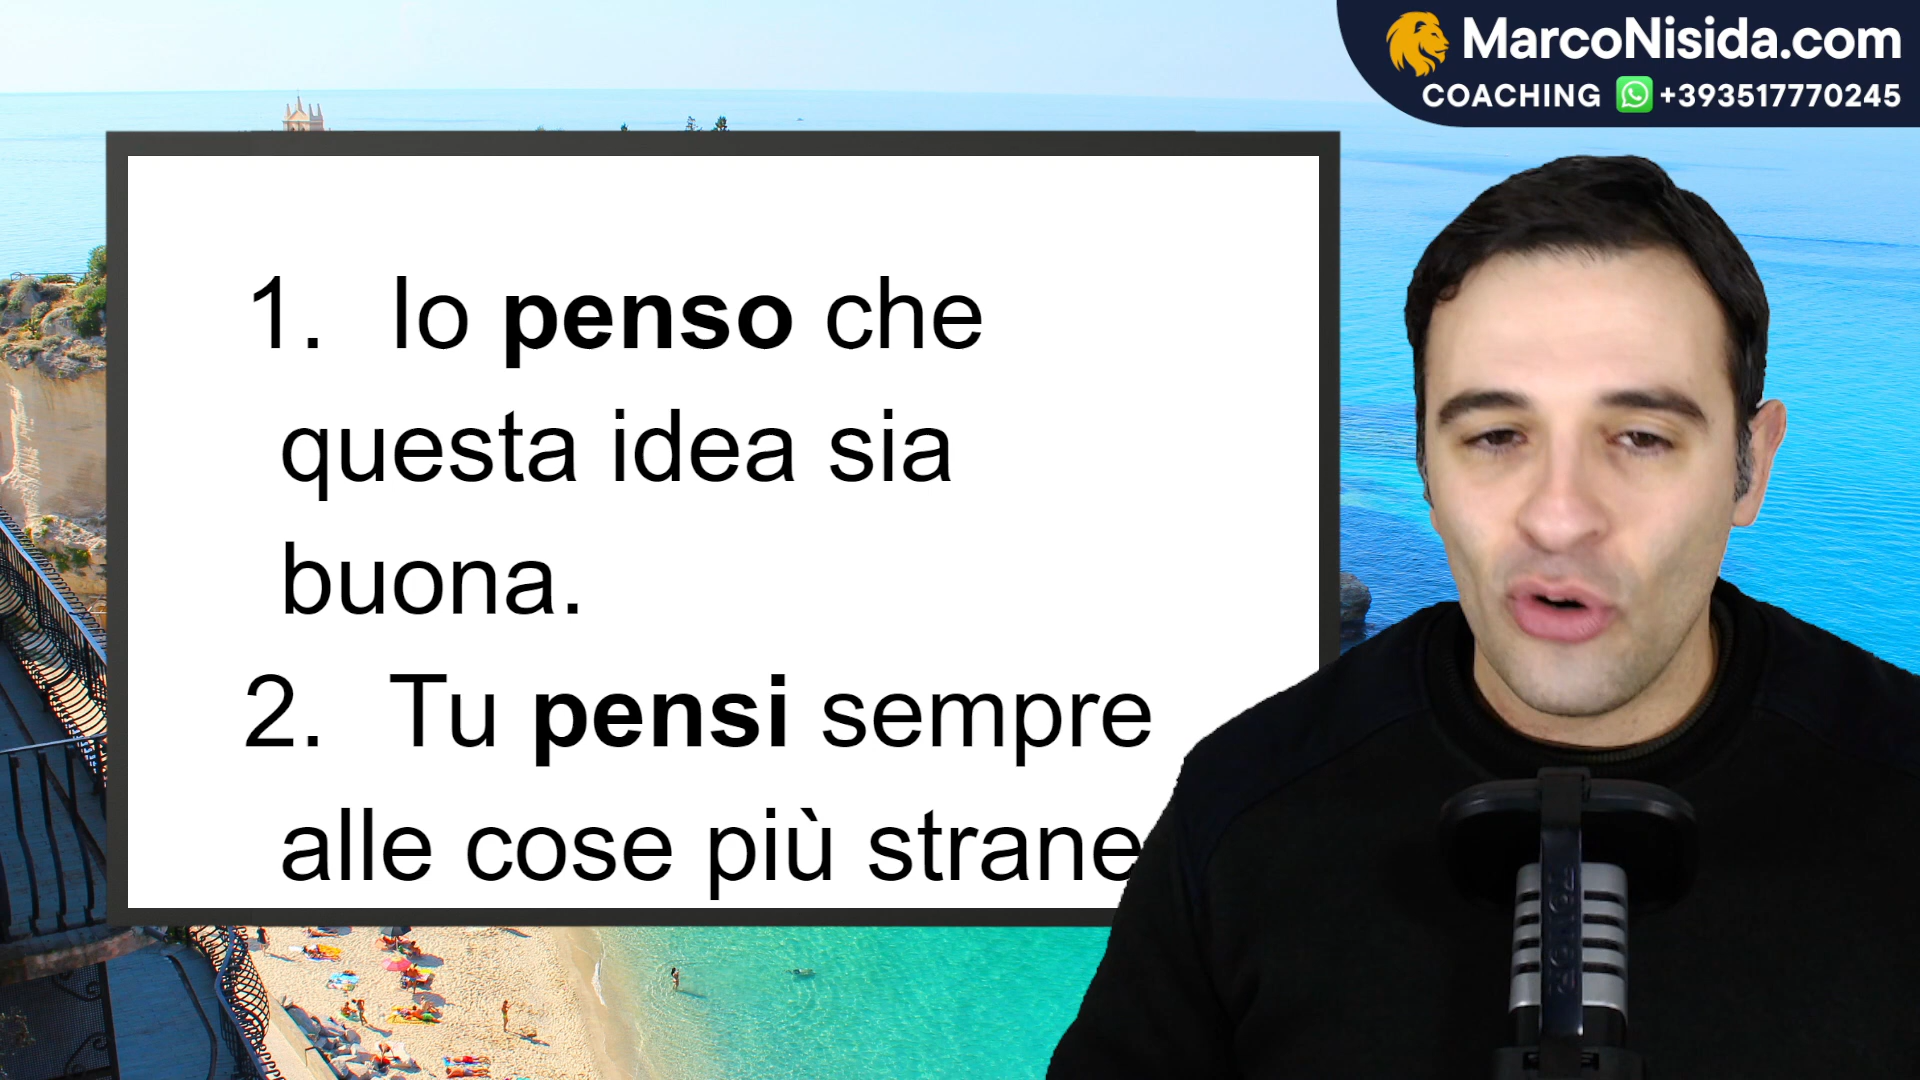 MarcoNisida.com
COACHING +393517770245
1. Io penso che
questa idea sia
buona.
2. Tu pensi sempre
alle cose più strane